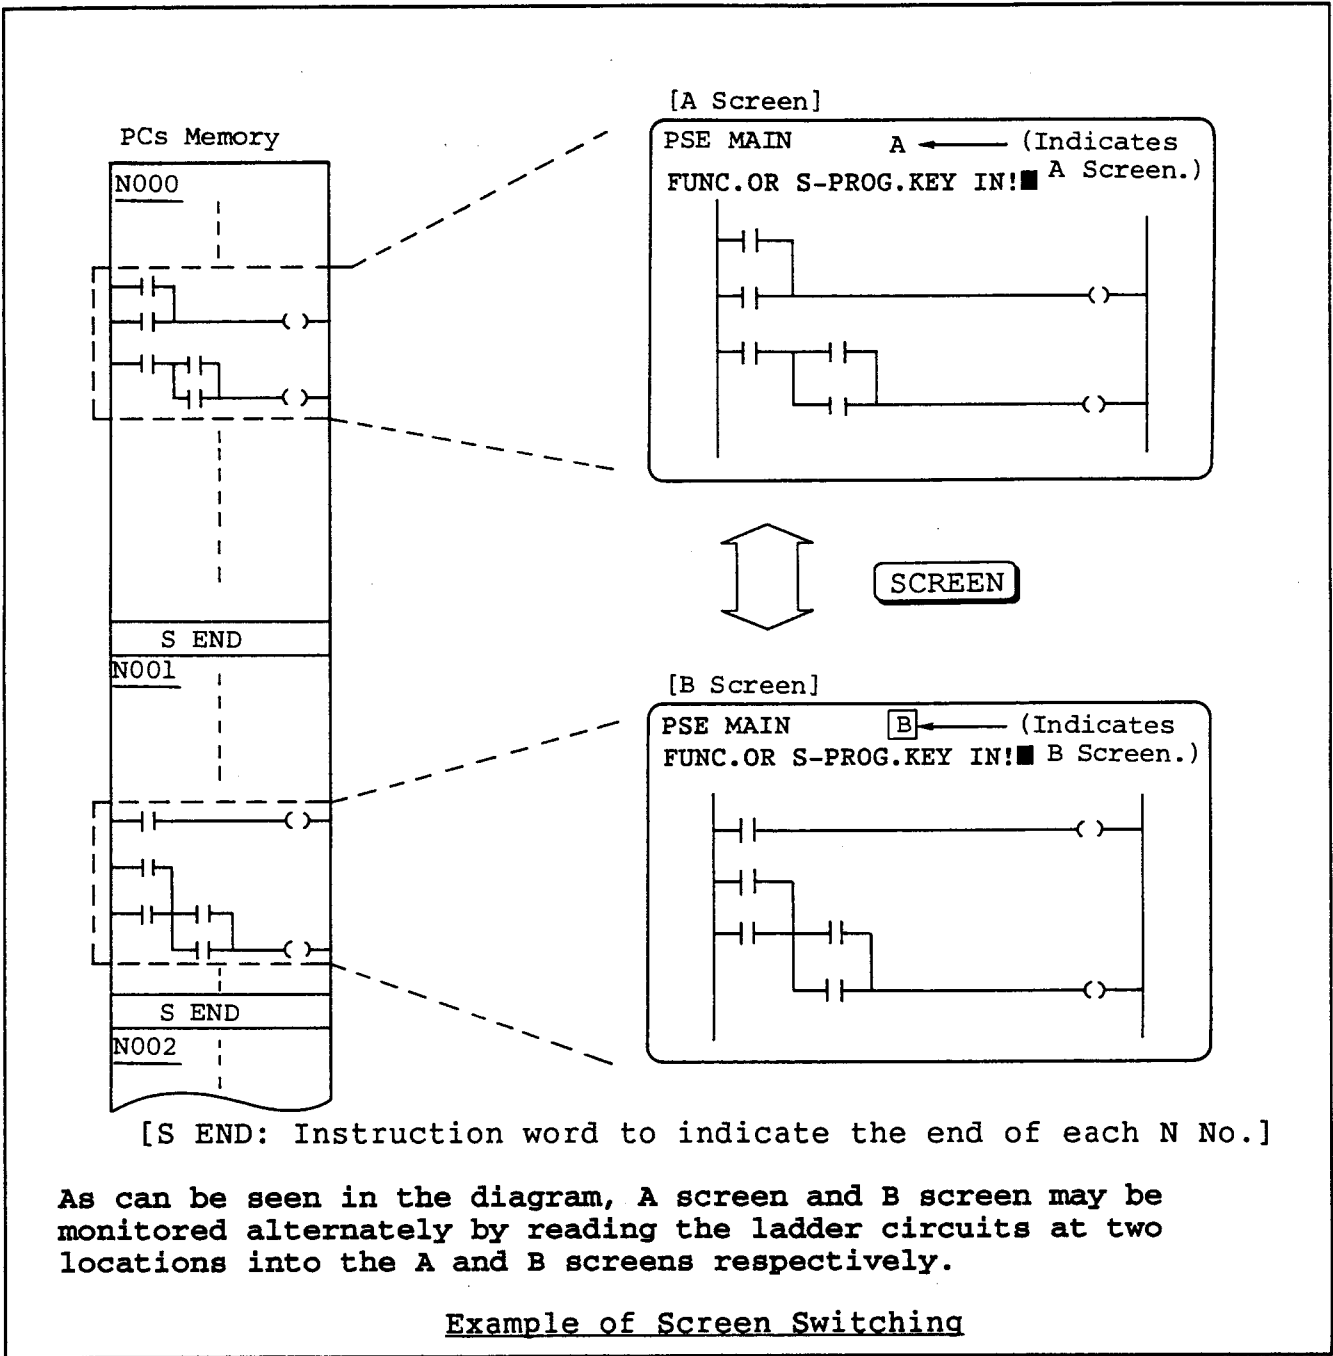 PCs Memory
N000
S END
N001
S END
N002
[A Screen]
PSE MAIN A (Indicates
FUNC.OR S-PROG.KEY IN!■ A Screen.)
SCREEN
[B Screen]
PSE MAIN B (Indicates
FUNC.OR S-PROG.KEY IN!■ B Screen.)
[S END: Instruction word to indicate the end of each N No.]
As can be seen in the diagram, A screen and B screen may be
monitored alternately by reading the ladder circuits at two
locations into the A and B screens respectively.
Example of Screen Switching